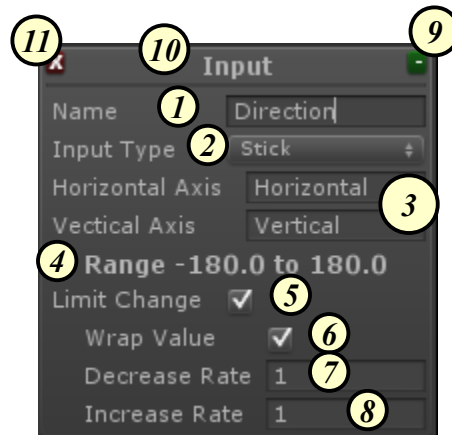 11 x 10 Input - 9
Name 1 Direction
Input Type 2 Stick
Horizontal Axis Horizontal
3
Vectical Axis Vertical
4 Range -180.0 to 180.0
Limit Change 5
Wrap Value 6
Decrease Rate 1 7
Increase Rate 1 8